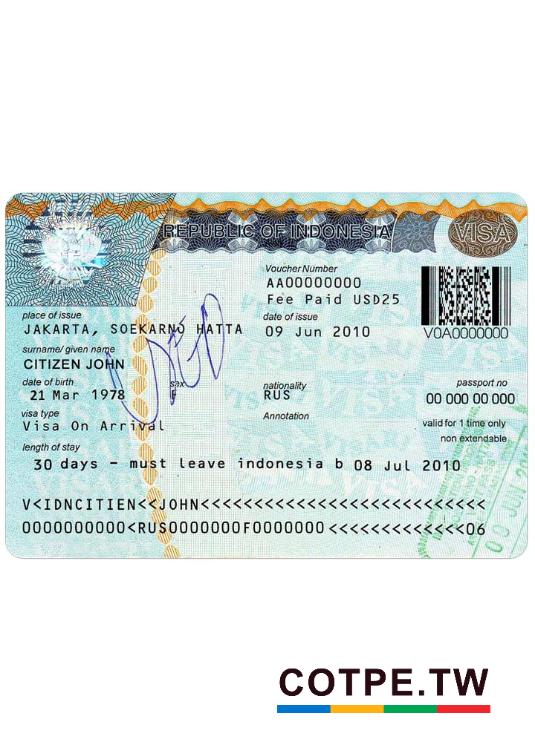 REPUBLIC OF INDONESIA
VISA
Voucher Number
AA00000000
Fee Paid USD25
place of issue
date of issue
V0A0000000
JAKARTA, SOEKARNO HATTA
09 Jun 2010
surname/ given name
CITIZEN JOHN
date of birth
sex
nationality
passport no
21 Mar 1978
F
RUS
00 000 00 000
visa type
Annotation
valid for 1 time only
Visa On Arrival
non extendable
length of stay
30 days - must leave indonesia b 08 Jul 2010
V<IDNCITIEN<<JOHN<<<<<<<<<<<<<<<<<<<<<<<<<<<
0000000000<RUS0000000F0000000<<<<<<<<<<<<<06
COTPE.TW